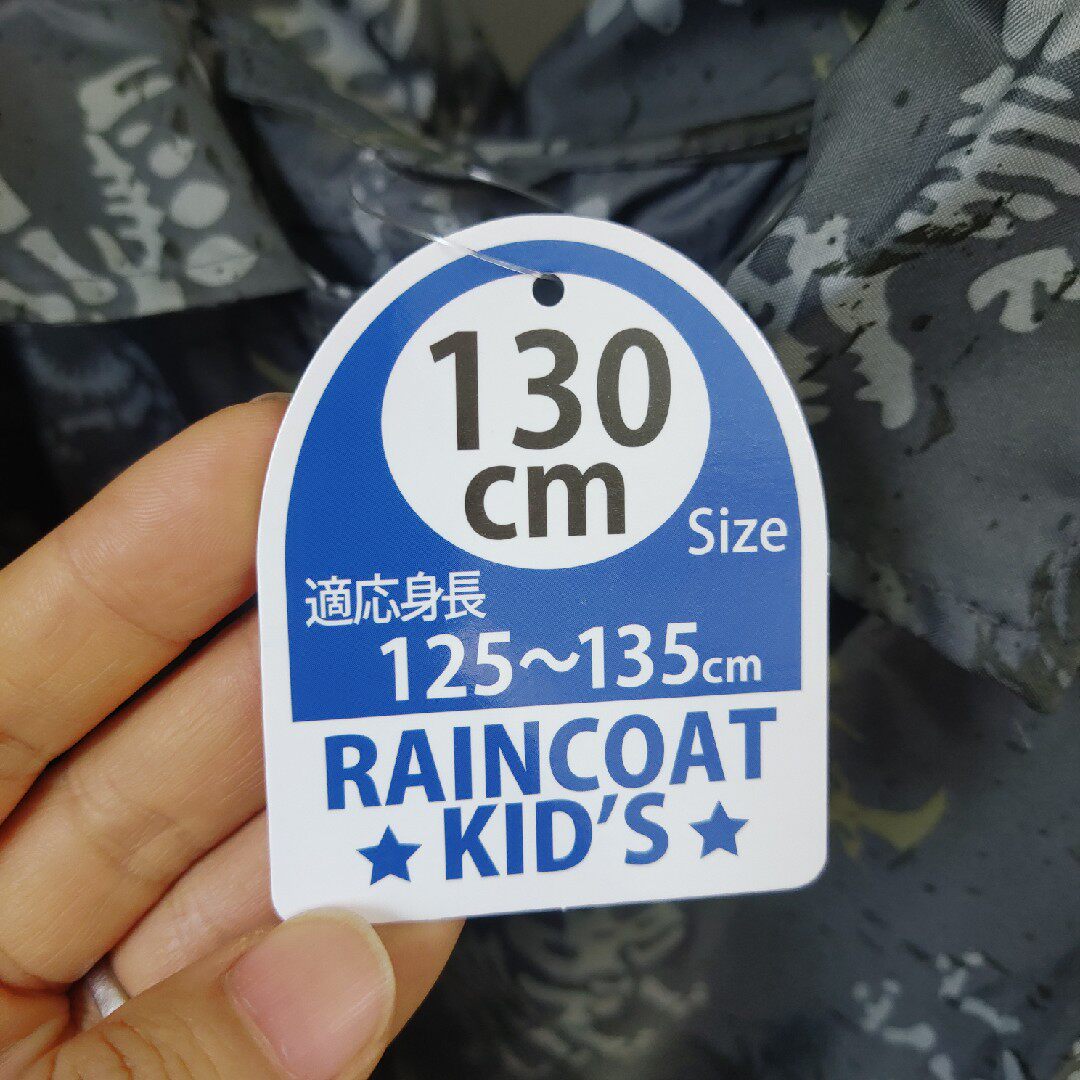 130
cm
Size
適応身長
125〜135cm
RAINCOAT
★KID'S★